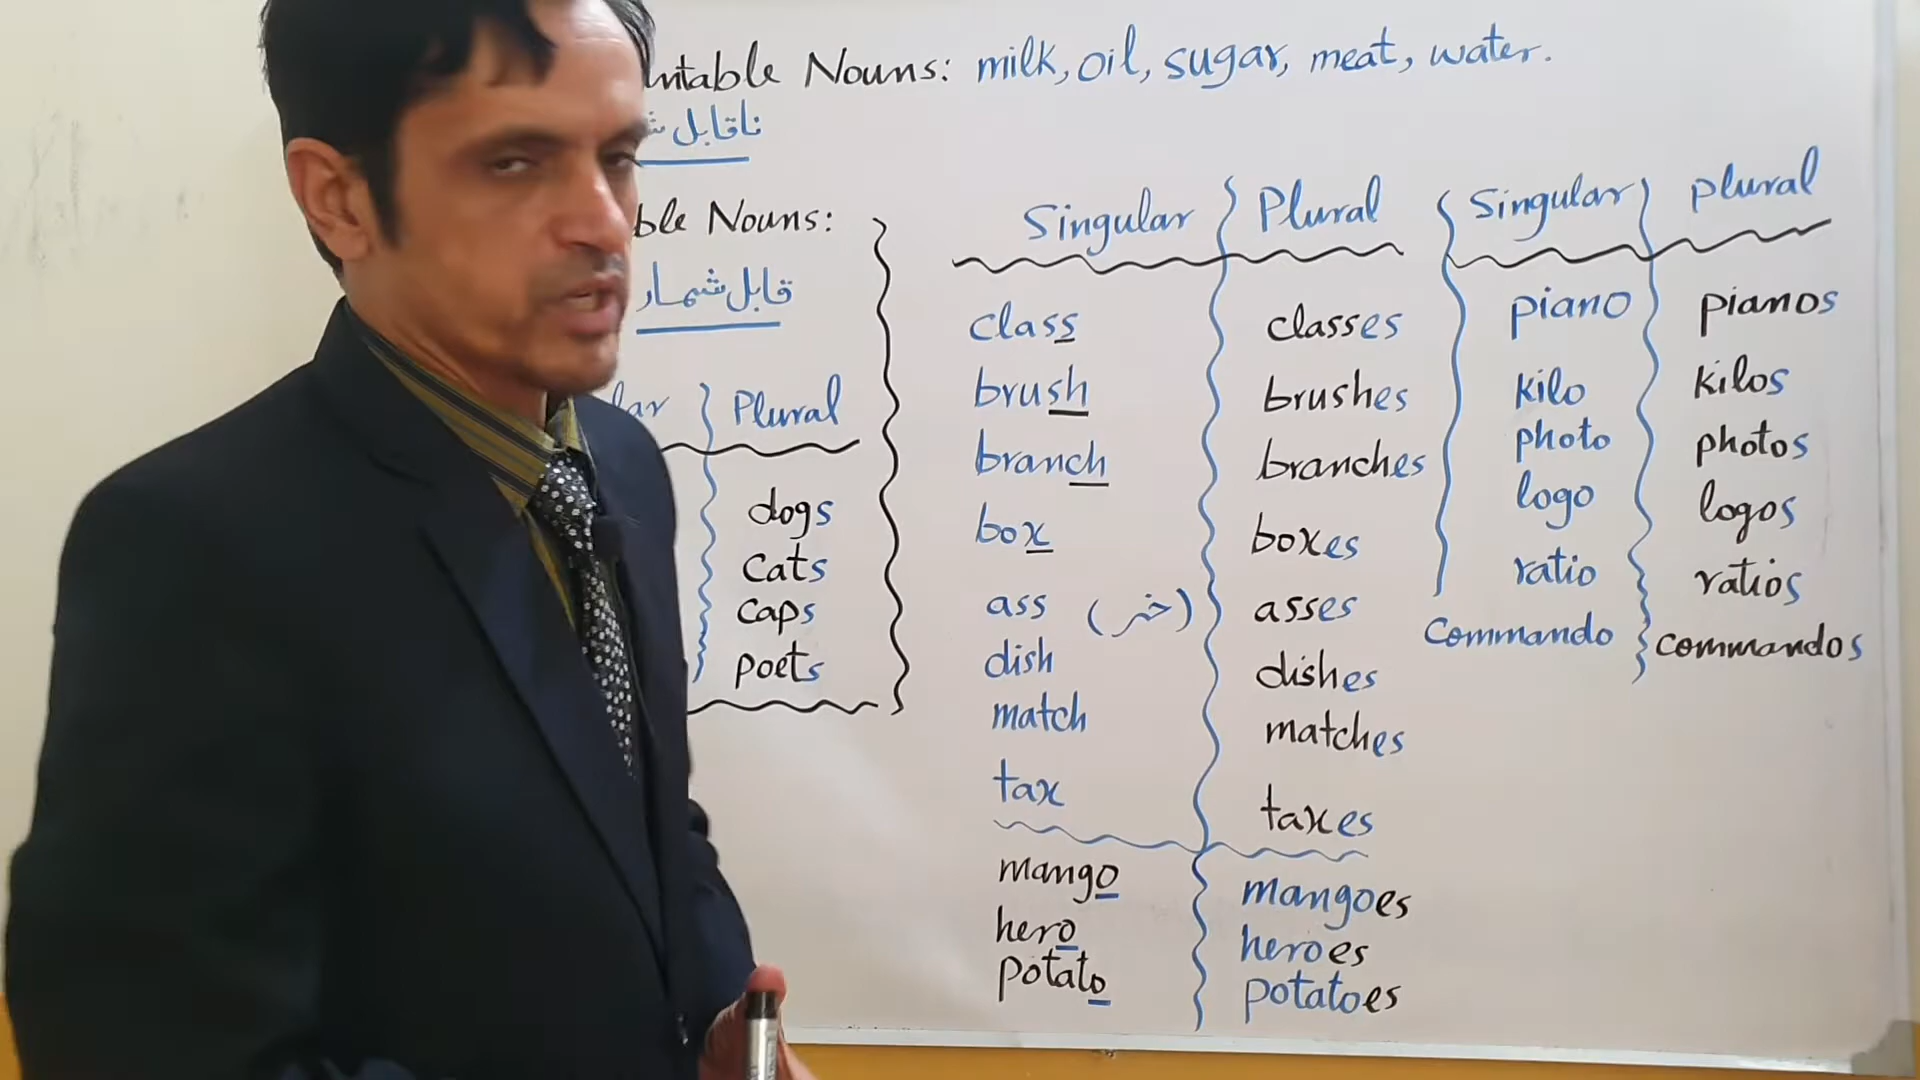 Nouns: milk, oil, sugar, meat, water.
ناقابل
Nouns:
قابل شمار
Plural
dogs
cats
caps
poets
Singular Plural
class classes
brush brushes
branch branches
box boxes
ass (خر) asses
dish dishes
match matches
tax taxes
mango mangoes
hero heroes
potato potatoes
Singular plural
piano pianos
kilo kilos
photo photos
logo logos
ratio ratios
Commando commandos